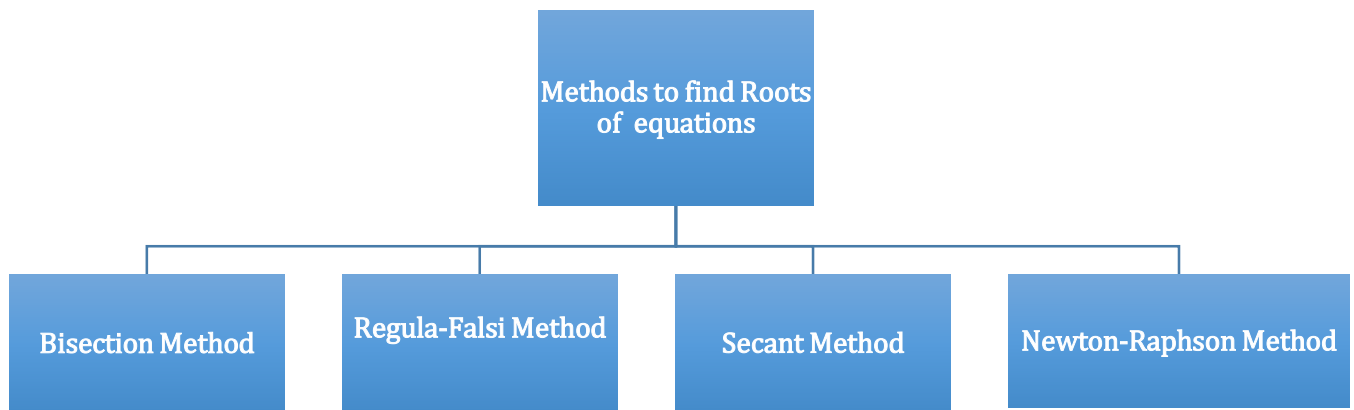 Methods to find Roots
of equations
Bisection Method
Regula-Falsi Method
Secant Method
Newton-Raphson Method